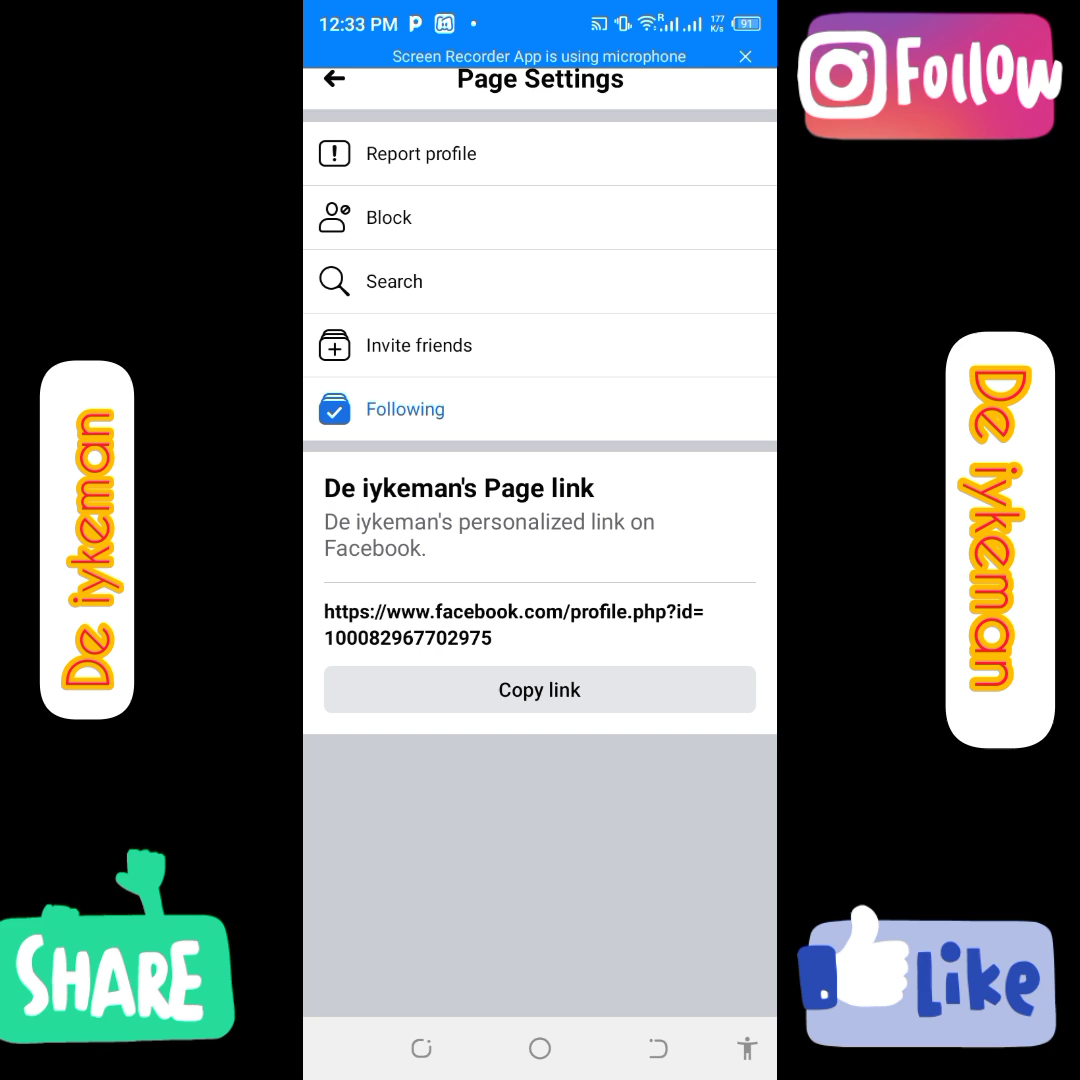 12:33 PM
R
177
K/s
91
Screen Recorder App is using microphone
Page Settings
Report profile
Block
Search
Invite friends
Following
De iykeman's Page link
De iykeman's personalized link on
Facebook.
https://www.facebook.com/profile.php?id=
100082967702975
Copy link
Follow
De iykeman
De iykeman
SHARE
Like